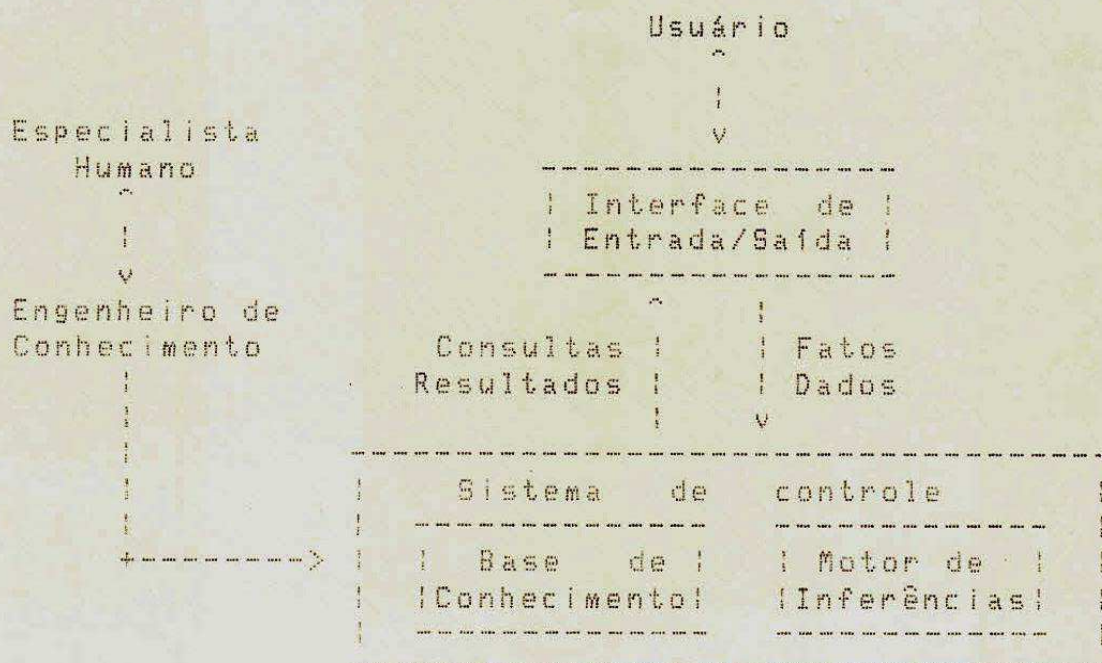 Usuário
Especialista
Humano
Interface de
Entrada/Saída
Engenheiro de
Conhecimento
Consultas
Resultados
Fatos
Dados
Sistema de controle
Base de
Conhecimento
Motor de
Inferências